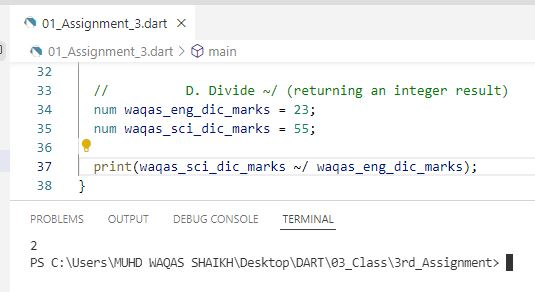 01_Assignment_3.dart
01_Assignment_3.dart > main
32
33 // D. Divide ~/ (returning an integer result)
34 num waqas_eng_dic_marks = 23;
35 num waqas_sci_dic_marks = 55;
36
37 print(waqas_sci_dic_marks ~/ waqas_eng_dic_marks);
38 }
PROBLEMS OUTPUT DEBUG CONSOLE TERMINAL
2
PS C:\Users\MUHD WAQAS SHAIKH\Desktop\DART\03_Class\3rd_Assignment>